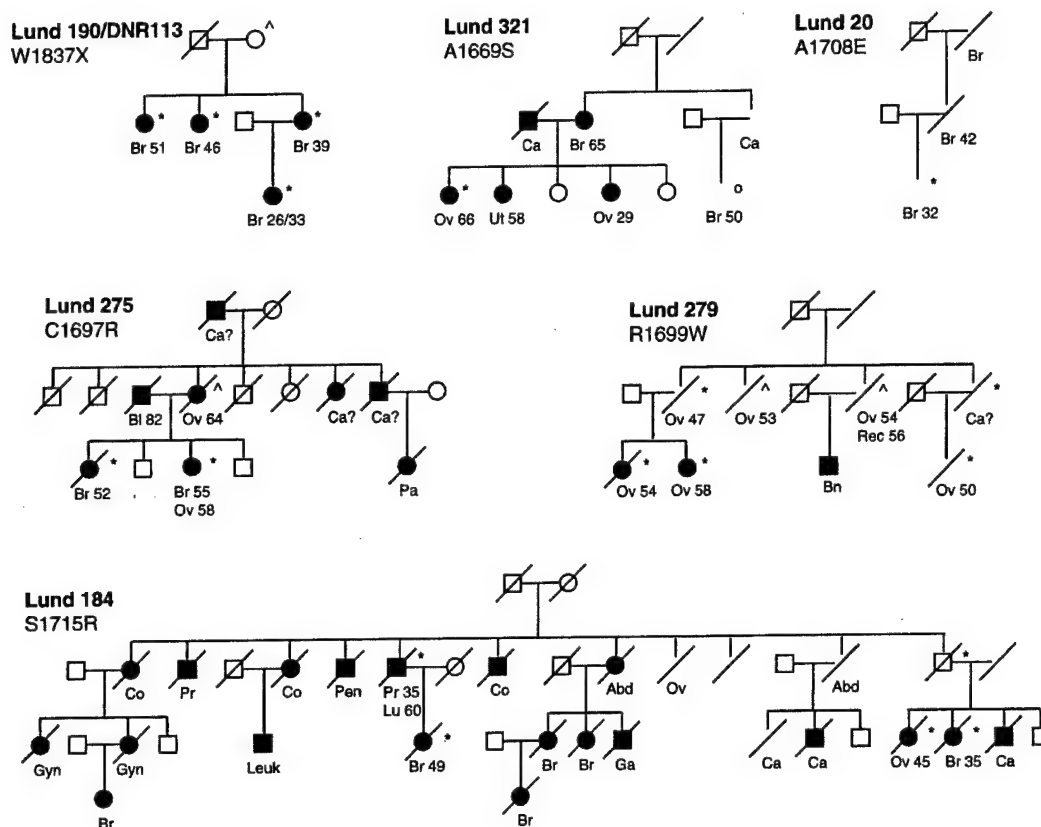 Lund 190/DNR113
W1837X
^
* * *
Br 51 Br 46 Br 39
*
Br 26/33
Lund 321
A1669S
Ca Br 65 Ca
* o
Ov 66 Ut 58 Ov 29 Br 50
Lund 20
A1708E
Br
Br 42
*
Br 32
Lund 275
C1697R
Ca?
^
Bl 82 Ov 64 Ca? Ca?
* *
Br 52 Br 55 Pa
Ov 58
Lund 279
R1699W
* ^ ^ *
Ov 47 Ov 53 Ov 54 Ca?
Rec 56
* * *
Ov 54 Ov 58 Bn Ov 50
Lund 184
S1715R
* *
Co Pr Co Pen Pr 35 Co Abd Ov Abd
Lu 60
* * *
Gyn Gyn Leuk Br 49 Br Br Ga Ca Ca Ov 45 Br 35 Ca
Br Br